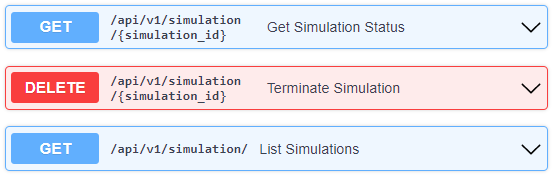 GET /api/v1/simulation Get Simulation Status
/{simulation_id}
DELETE /api/v1/simulation Terminate Simulation
/{simulation_id}
GET /api/v1/simulation/ List Simulations